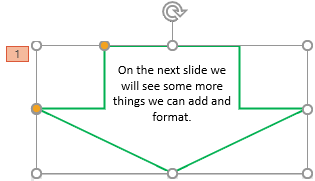 1
On the next slide we
will see some more
things we can add and
format.